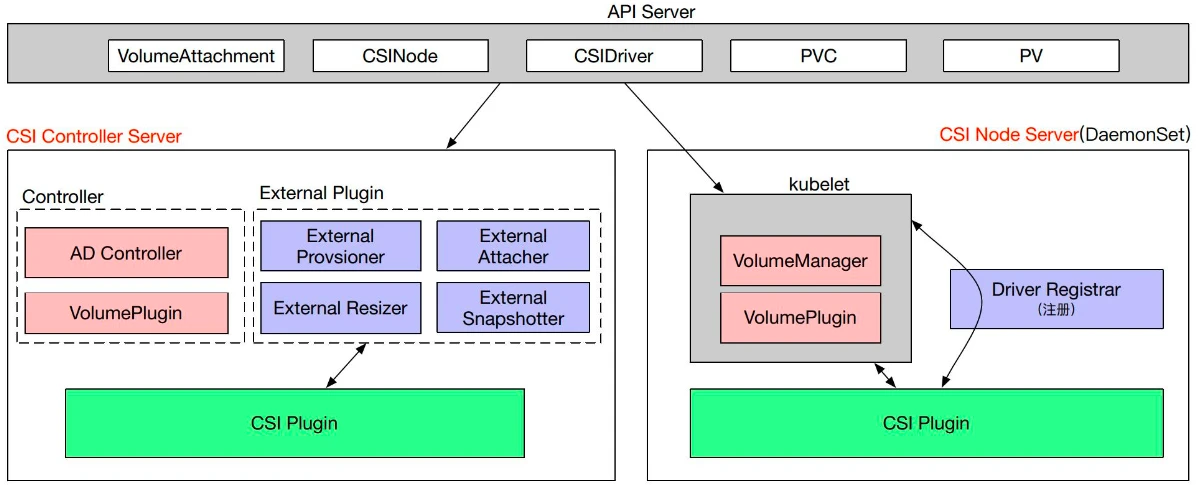 API Server
VolumeAttachment
CSINode
CSIDriver
PVC
PV
CSI Controller Server
CSI Node Server(DaemonSet)
Controller
External Plugin
AD Controller
VolumePlugin
External
Provsioner
External
Attacher
External Resizer
External
Snapshotter
CSI Plugin
kubelet
VolumeManager
VolumePlugin
Driver Registrar
(注册)
CSI Plugin